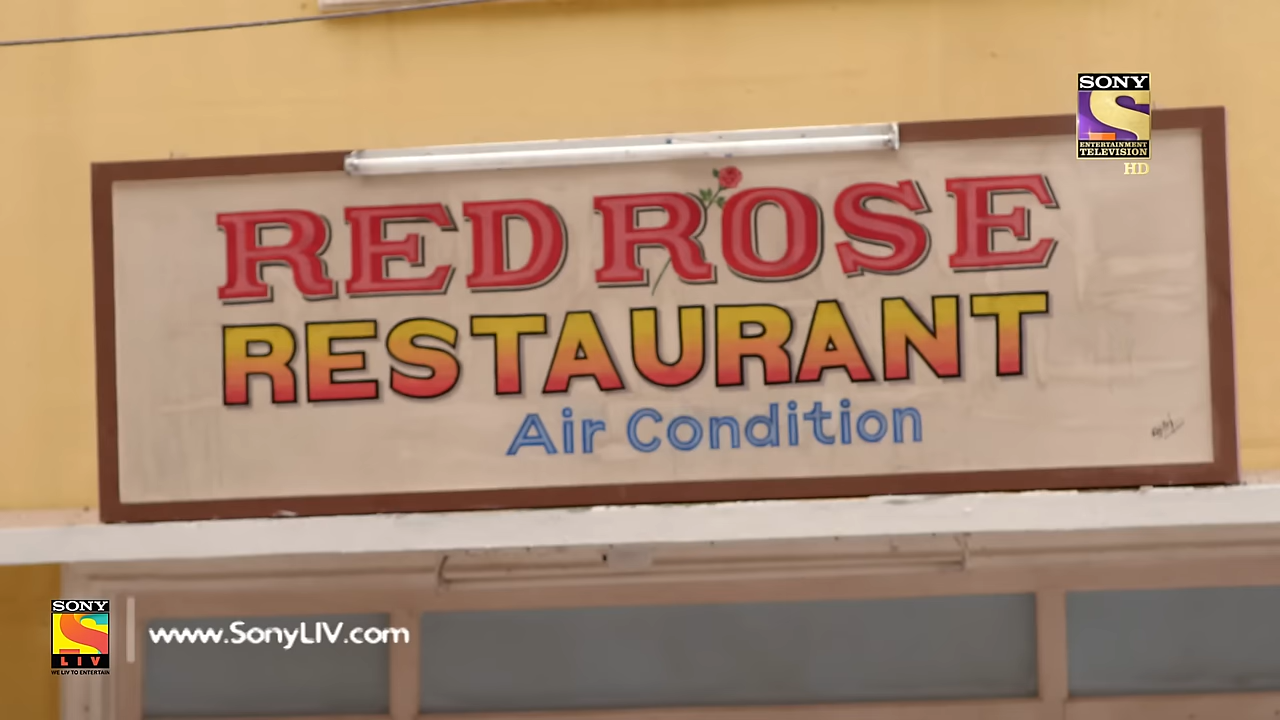 SONY
ENTERTAINMENT
TELEVISION
HD
RED ROSE
RESTAURANT
Air Condition
SONY
LIV
WE LIV TO ENTERTAIN
www.SonyLIV.com